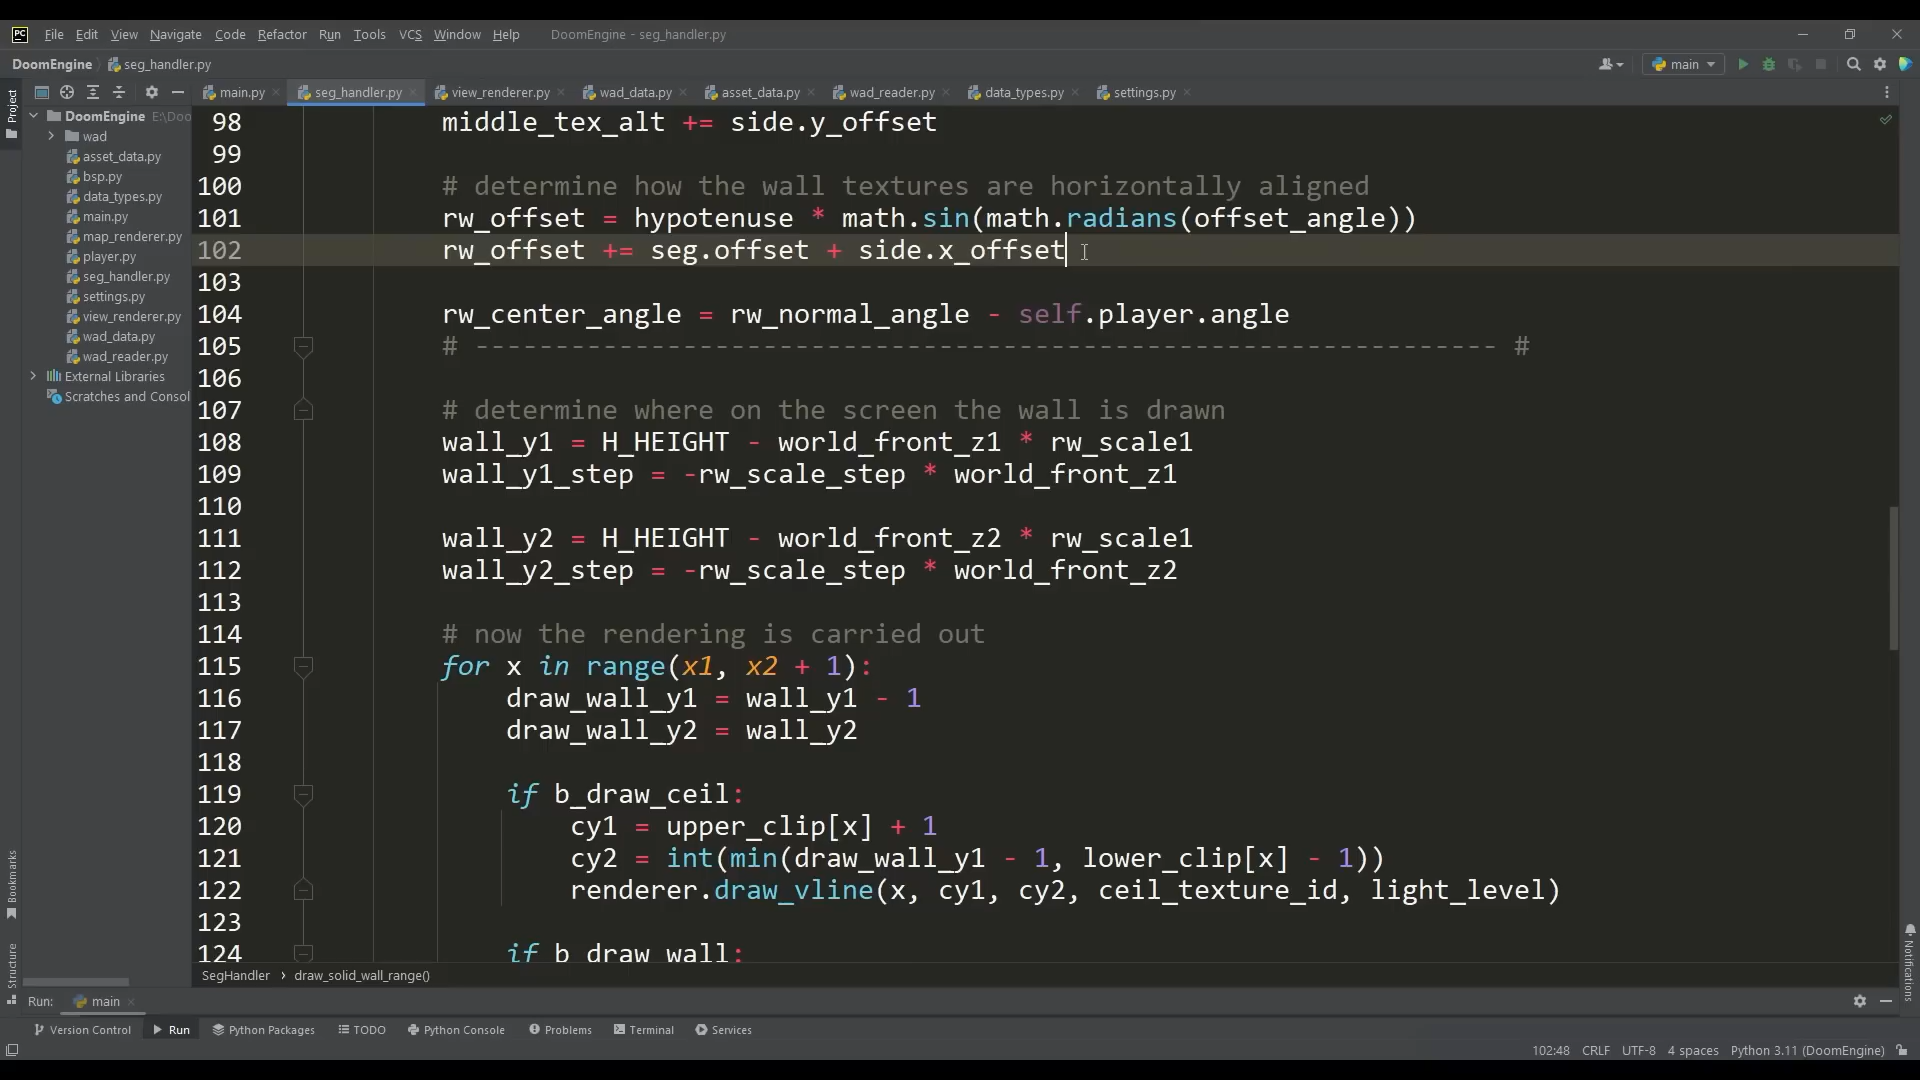 PC File Edit View Navigate Code Refactor Run Tools VCS Window Help DoomEngine - seg_handler.py
DoomEngine seg_handler.py main
Project
main.py seg_handler.py view_renderer.py wad_data.py asset_data.py wad_reader.py data_types.py settings.py
DoomEngine E:\Doo
wad
asset_data.py
bsp.py
data_types.py
main.py
map_renderer.py
player.py
seg_handler.py
settings.py
view_renderer.py
wad_data.py
wad_reader.py
External Libraries
Scratches and Consol
98 middle_tex_alt += side.y_offset
99
100 # determine how the wall textures are horizontally aligned
101 rw_offset = hypotenuse * math.sin(math.radians(offset_angle))
102 rw_offset += seg.offset + side.x_offset
103
104 rw_center_angle = rw_normal_angle - self.player.angle
105 # ---------------------------------------------------------------- #
106
107 # determine where on the screen the wall is drawn
108 wall_y1 = H_HEIGHT - world_front_z1 * rw_scale1
109 wall_y1_step = -rw_scale_step * world_front_z1
110
111 wall_y2 = H_HEIGHT - world_front_z2 * rw_scale1
112 wall_y2_step = -rw_scale_step * world_front_z2
113
114 # now the rendering is carried out
115 for x in range(x1, x2 + 1):
116 draw_wall_y1 = wall_y1 - 1
117 draw_wall_y2 = wall_y2
118
119 if b_draw_ceil:
120 cy1 = upper_clip[x] + 1
121 cy2 = int(min(draw_wall_y1 - 1, lower_clip[x] - 1))
122 renderer.draw_vline(x, cy1, cy2, ceil_texture_id, light_level)
123
124 if b_draw_wall:
Bookmarks
Structure
Notifications
SegHandler › draw_solid_wall_range()
Run: main
Version Control Run Python Packages TODO Python Console Problems Terminal Services
102:48 CRLF UTF-8 4 spaces Python 3.11 (DoomEngine)